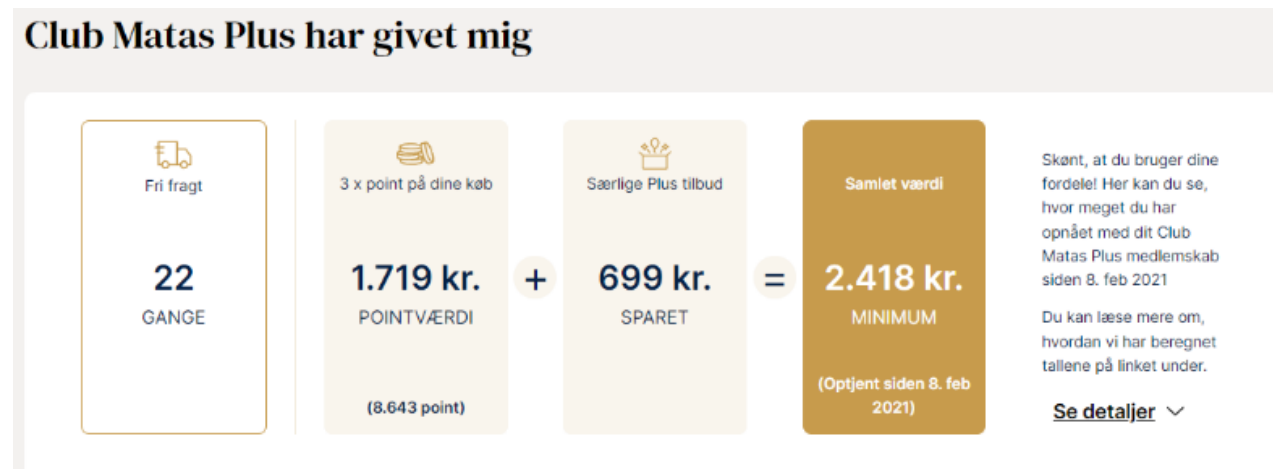 Club Matas Plus har givet mig
Fri fragt
22
GANGE
3 x point på dine køb
1.719 kr.
POINTVÆRDI
(8.643 point)
+
Særlige Plus tilbud
699 kr.
SPARET
=
Samlet værdi
2.418 kr.
MINIMUM
(Optjent siden 8. feb
2021)
Skønt, at du bruger dine
fordele! Her kan du se,
hvor meget du har
opnået med dit Club
Matas Plus medlemskab
siden 8. feb 2021
Du kan læse mere om,
hvordan vi har beregnet
tallene på linket under.
Se detaljer